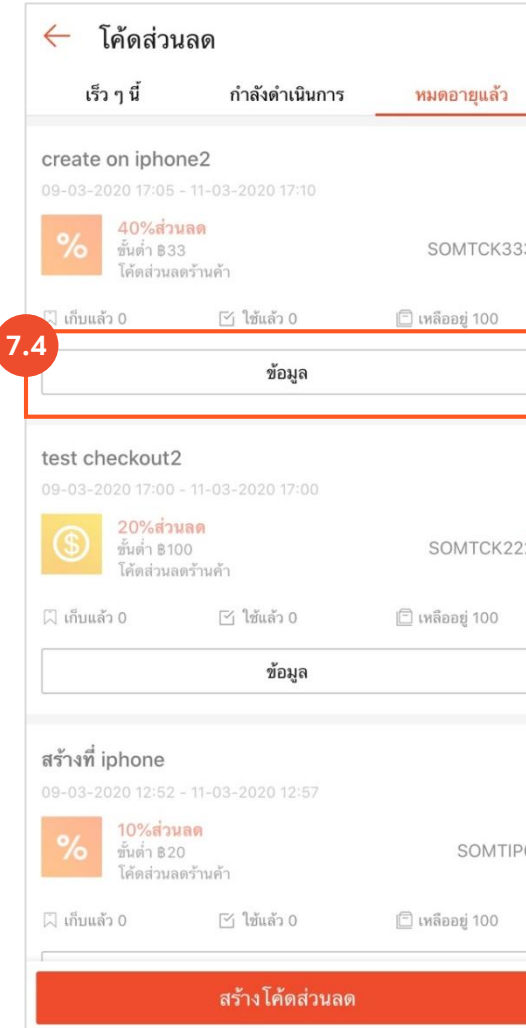 โค้ดส่วนลด
เร็ว ๆ นี้ กำลังดำเนินการ หมดอายุแล้ว
create on iphone2
09-03-2020 17:05 - 11-03-2020 17:10
40%ส่วนลด
%
ขั้นต่ำ ฿33
SOMTCK333
โค้ดส่วนลดร้านค้า
เก็บแล้ว 0 ใช้แล้ว 0 เหลืออยู่ 100
7.4
ข้อมูล
test checkout2
09-03-2020 17:00 - 11-03-2020 17:00
20%ส่วนลด
$
ขั้นต่ำ ฿100
SOMTCK222
โค้ดส่วนลดร้านค้า
เก็บแล้ว 0 ใช้แล้ว 0 เหลืออยู่ 100
ข้อมูล
สร้างที่ iphone
09-03-2020 12:52 - 11-03-2020 12:57
10%ส่วนลด
%
ขั้นต่ำ ฿20
โค้ดส่วนลดร้านค้า
เก็บแล้ว 0 ใช้แล้ว 0 เหลืออยู่ 100
สร้างโค้ดส่วนลด